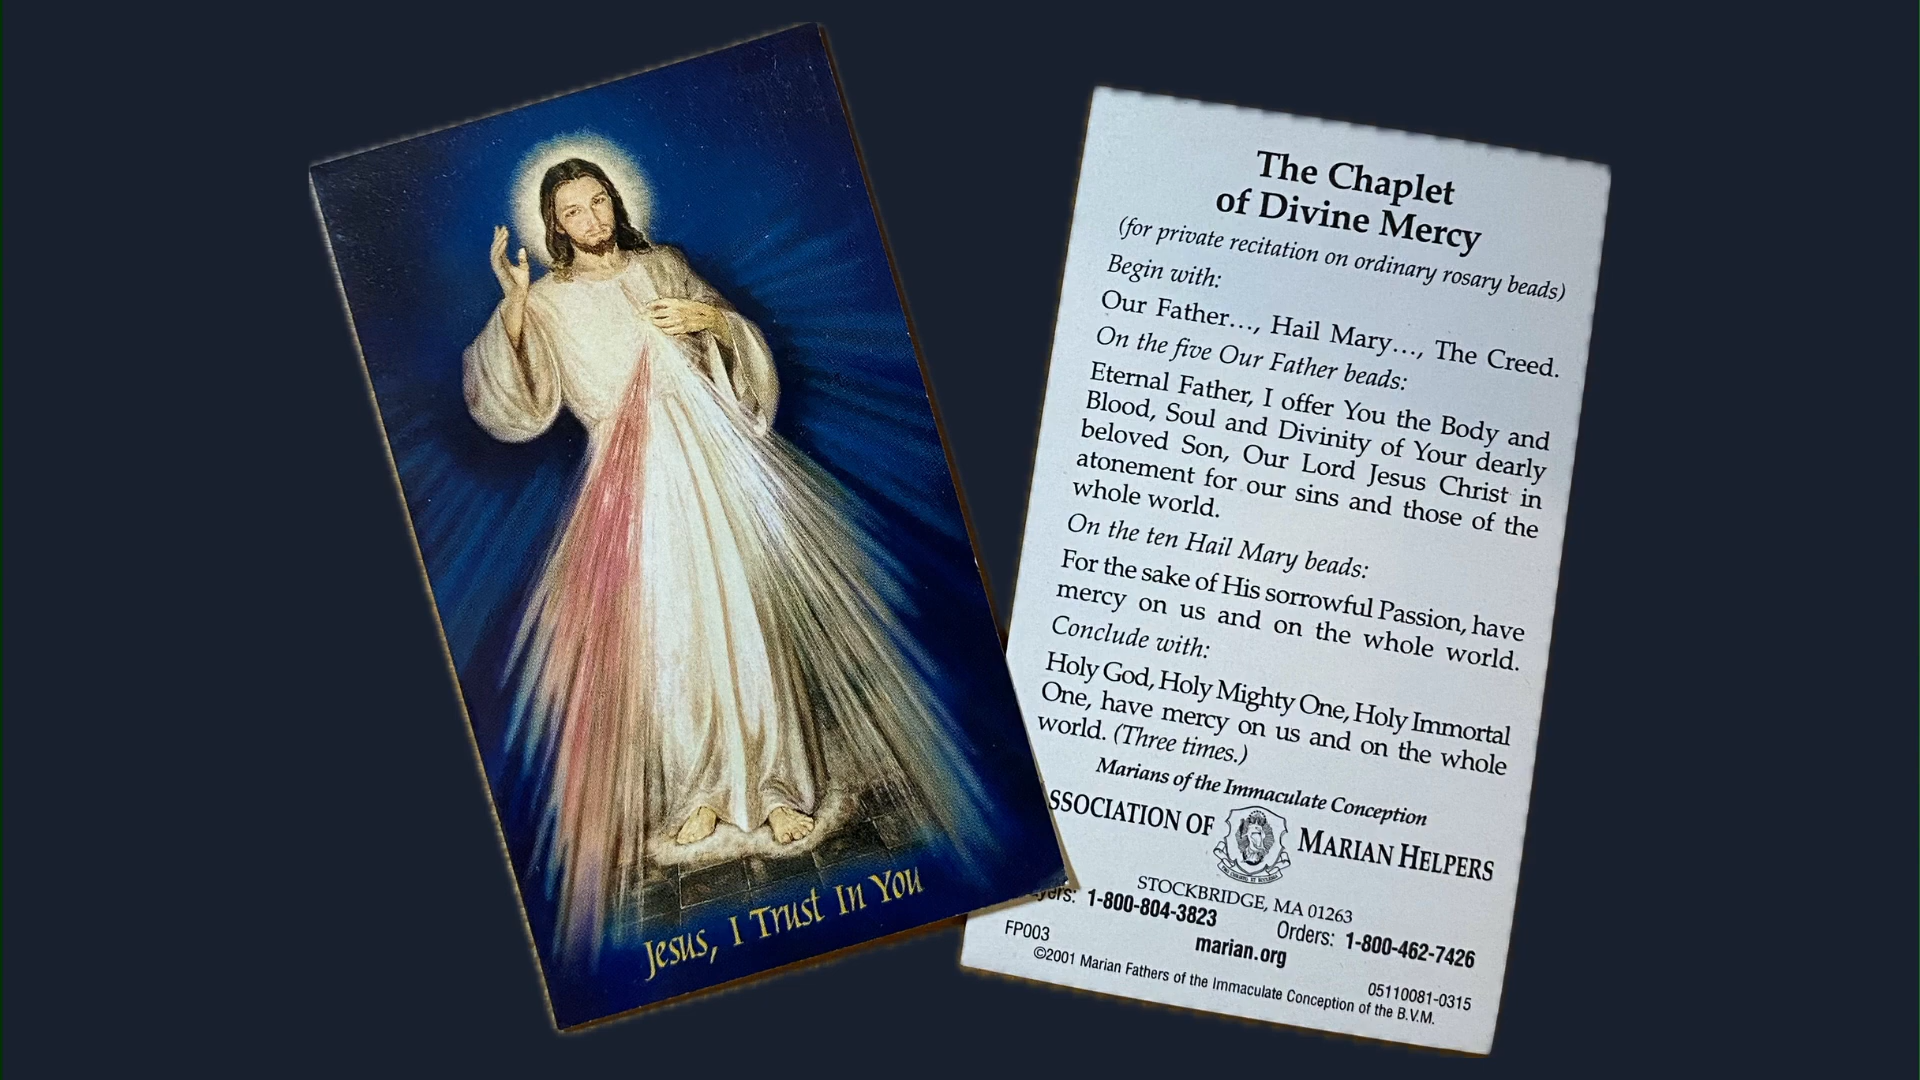 Jesus, I Trust In You
The Chaplet
of Divine Mercy
(for private recitation on ordinary rosary beads)
Begin with:
Our Father…, Hail Mary…, The Creed.
On the five Our Father beads:
Eternal Father, I offer You the Body and
Blood, Soul and Divinity of Your dearly
beloved Son, Our Lord Jesus Christ in
atonement for our sins and those of the
whole world.
On the ten Hail Mary beads:
For the sake of His sorrowful Passion, have
mercy on us and on the whole world.
Conclude with:
Holy God, Holy Mighty One, Holy Immortal
One, have mercy on us and on the whole
world. (Three times.)
Marians of the Immaculate Conception
SSOCIATION OF MARIAN HELPERS
STOCKBRIDGE, MA 01263
1-800-804-3823 Orders: 1-800-462-7426
FP003 marian.org
05110081-0315
©2001 Marian Fathers of the Immaculate Conception of the B.V.M.